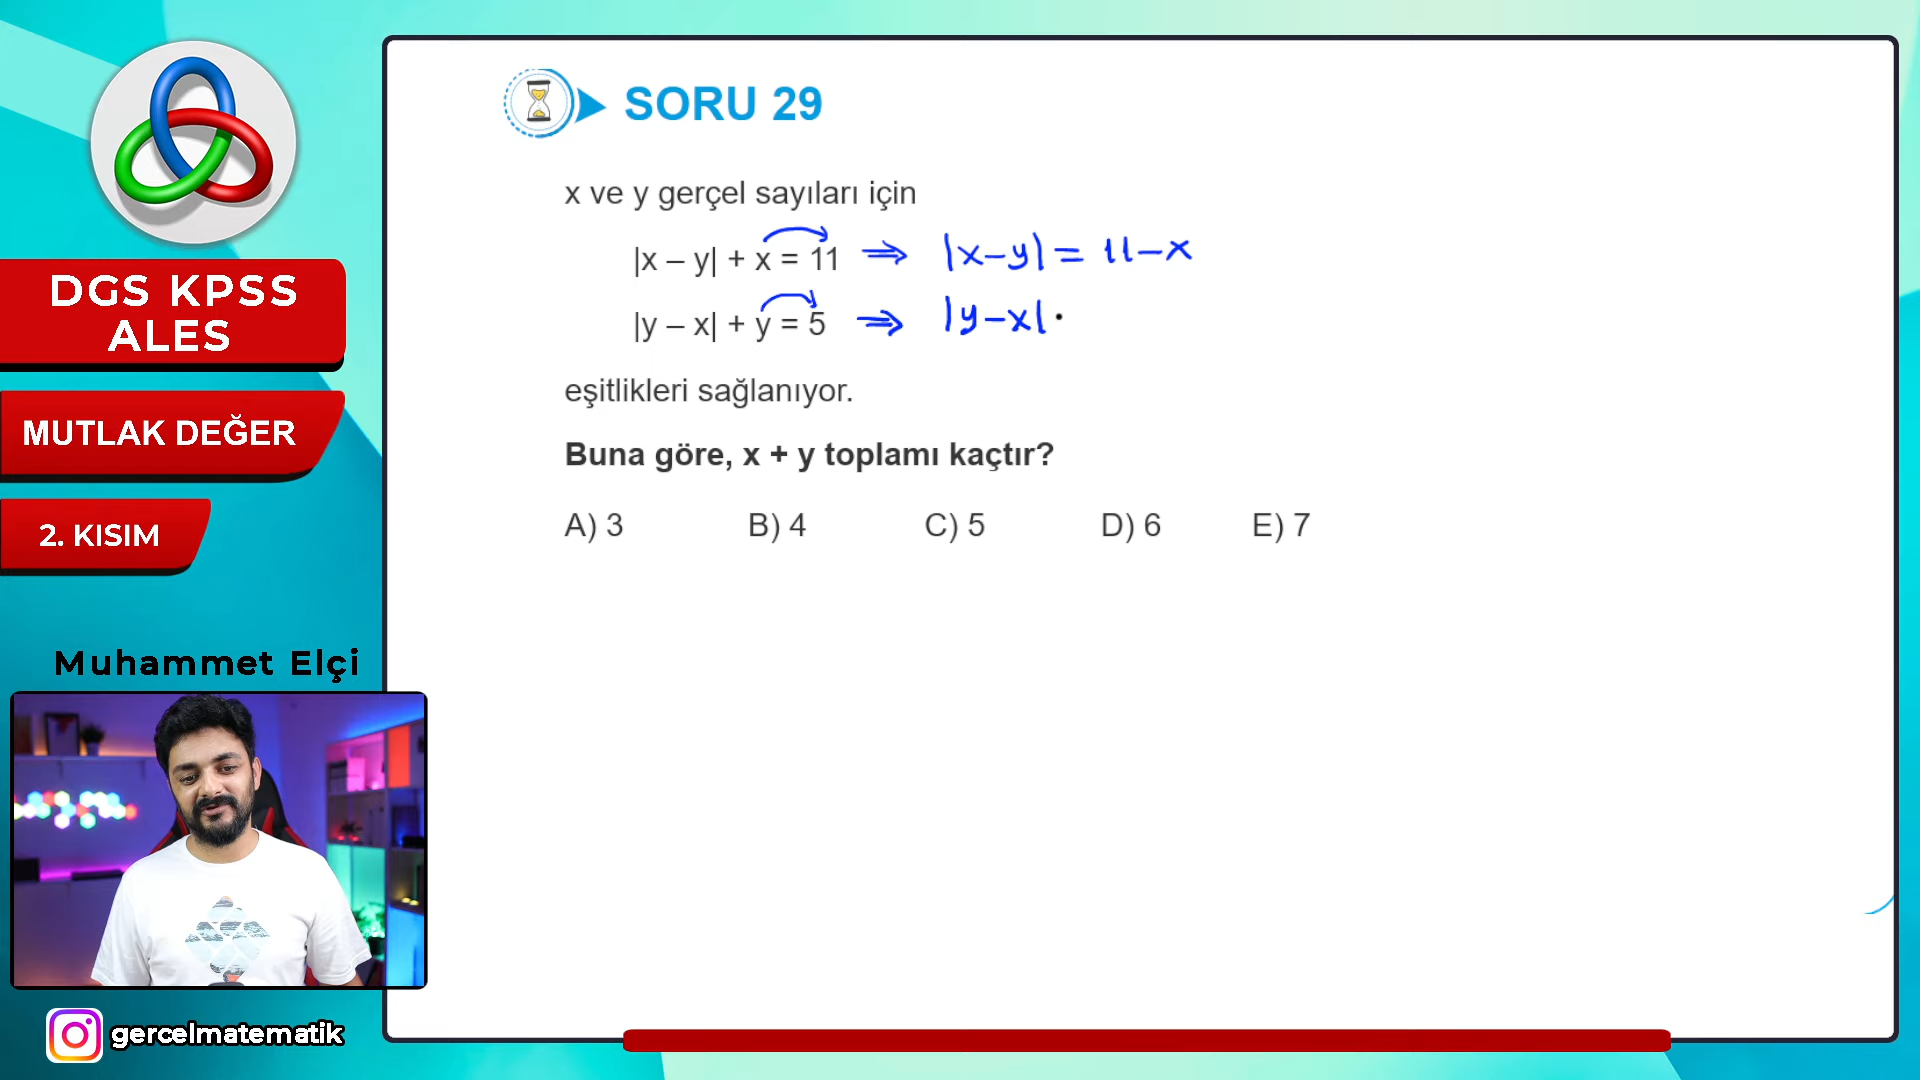 SORU 29
x ve y gerçel sayıları için
|x – y| + x = 11 ⇒ |x-y| = 11-x
|y – x| + y = 5 ⇒ |y-x|
eşitlikleri sağlanıyor.
Buna göre, x + y toplamı kaçtır?
A) 3 B) 4 C) 5 D) 6 E) 7
DGS KPSS
ALES
MUTLAK DEĞER
2. KISIM
Muhammet Elçi
gercelmatematik